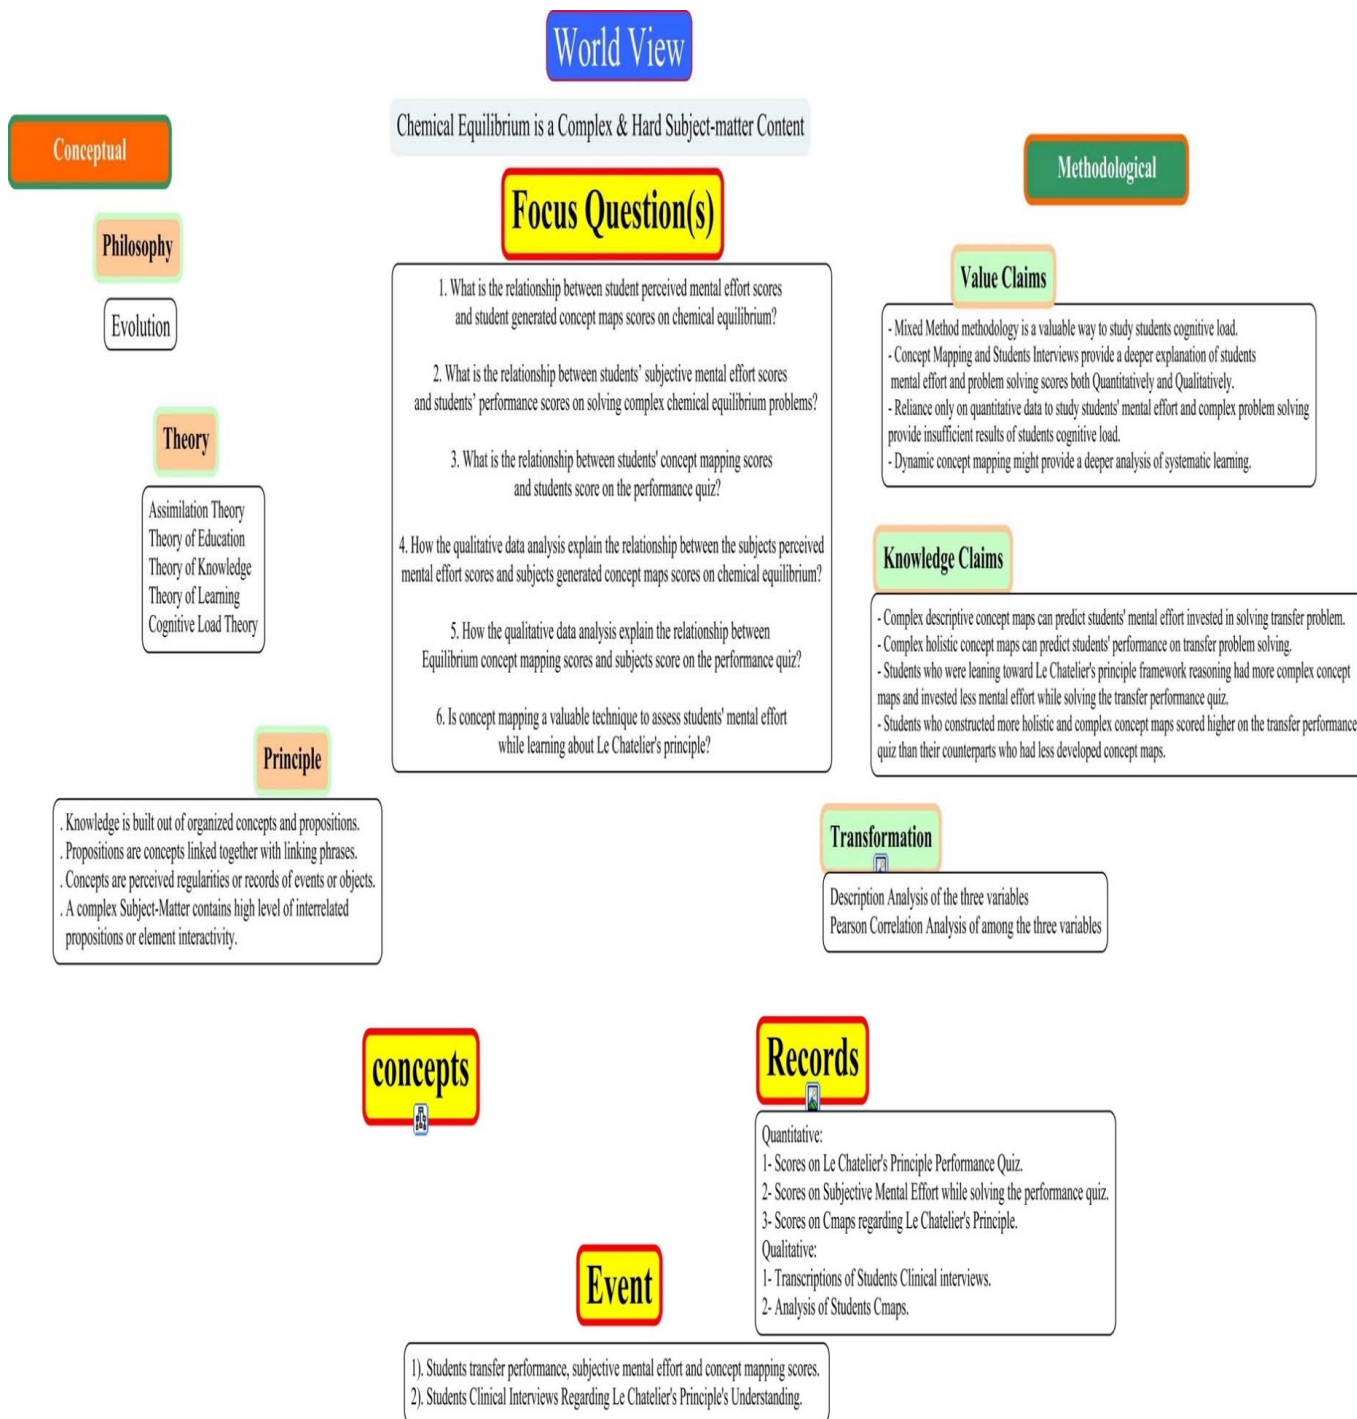 World View
Chemical Equilibrium is a Complex & Hard Subject-matter Content
Conceptual
Methodological
Focus Question(s)
1. What is the relationship between student perceived mental effort scores
and student generated concept maps scores on chemical equilibrium?
2. What is the relationship between students’ subjective mental effort scores
and students’ performance scores on solving complex chemical equilibrium problems?
3. What is the relationship between students' concept mapping scores
and students score on the performance quiz?
4. How the qualitative data analysis explain the relationship between the subjects perceived
mental effort scores and subjects generated concept maps scores on chemical equilibrium?
5. How the qualitative data analysis explain the relationship between
Equilibrium concept mapping scores and subjects score on the performance quiz?
6. Is concept mapping a valuable technique to assess students' mental effort
while learning about Le Chatelier's principle?
Philosophy
Evolution
Theory
Assimilation Theory
Theory of Education
Theory of Knowledge
Theory of Learning
Cognitive Load Theory
Principle
. Knowledge is built out of organized concepts and propositions.
. Propositions are concepts linked together with linking phrases.
. Concepts are perceived regularities or records of events or objects.
. A complex Subject-Matter contains high level of interrelated
propositions or element interactivity.
Value Claims
- Mixed Method methodology is a valuable way to study students cognitive load.
- Concept Mapping and Students Interviews provide a deeper explanation of students
mental effort and problem solving scores both Quantitatively and Qualitatively.
- Reliance only on quantitative data to study students' mental effort and complex problem solving
provide insufficient results of students cognitive load.
- Dynamic concept mapping might provide a deeper analysis of systematic learning.
Knowledge Claims
- Complex descriptive concept maps can predict students' mental effort invested in solving transfer problem.
- Complex holistic concept maps can predict students' performance on transfer problem solving.
- Students who were leaning toward Le Chatelier's principle framework reasoning had more complex concept
maps and invested less mental effort while solving the transfer performance quiz.
- Students who constructed more holistic and complex concept maps scored higher on the transfer performance
quiz than their counterparts who had less developed concept maps.
Transformation
Description Analysis of the three variables
Pearson Correlation Analysis of among the three variables
concepts
Records
Quantitative:
1- Scores on Le Chatelier's Principle Performance Quiz.
2- Scores on Subjective Mental Effort while solving the performance quiz.
3- Scores on Cmaps regarding Le Chatelier's Principle.
Qualitative:
1- Transcriptions of Students Clinical interviews.
2- Analysis of Students Cmaps.
Event
1). Students transfer performance, subjective mental effort and concept mapping scores.
2). Students Clinical Interviews Regarding Le Chatelier's Principle's Understanding.